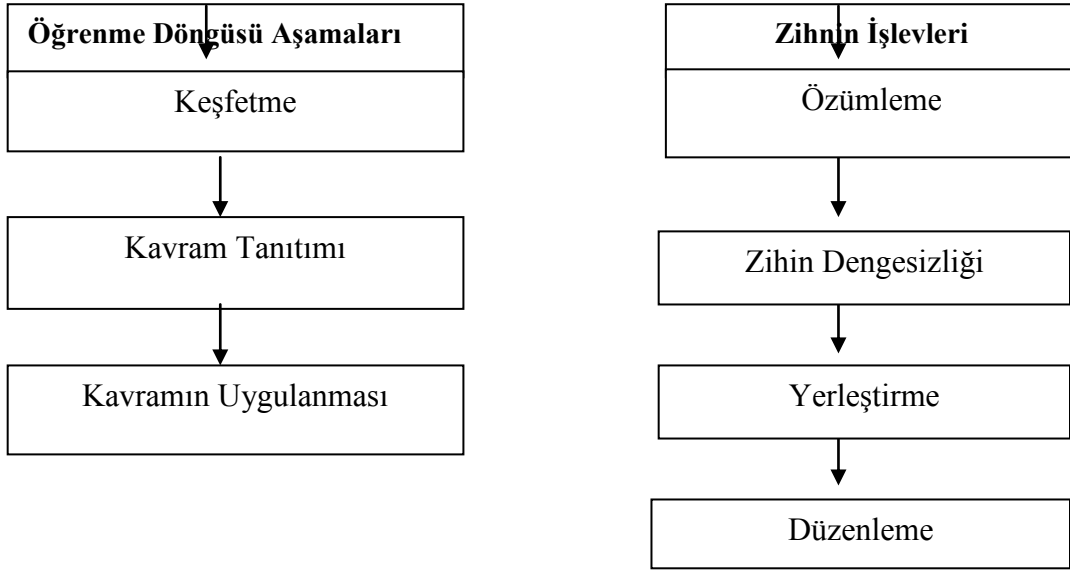 Öğrenme Döngüsü Aşamaları
Keşfetme
Kavram Tanıtımı
Kavramın Uygulanması
Zihnin İşlevleri
Özümleme
Zihin Dengesizliği
Yerleştirme
Düzenleme